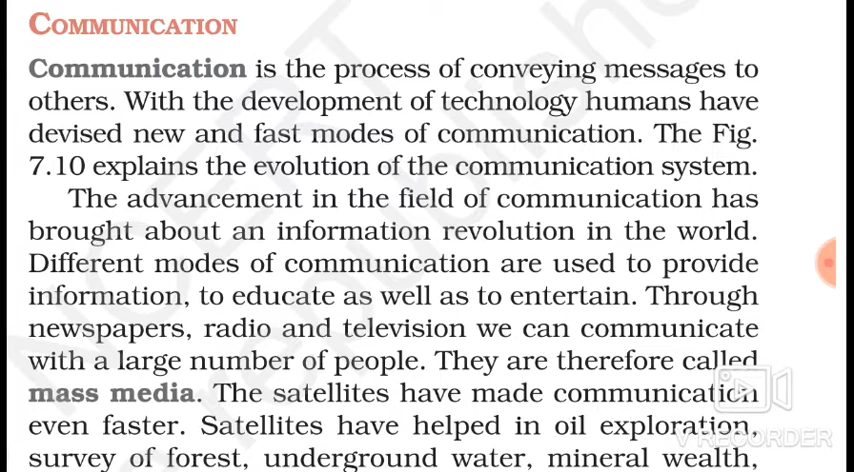 COMMUNICATION
Communication is the process of conveying messages to
others. With the development of technology humans have
devised new and fast modes of communication. The Fig.
7.10 explains the evolution of the communication system.
The advancement in the field of communication has
brought about an information revolution in the world.
Different modes of communication are used to provide
information, to educate as well as to entertain. Through
newspapers, radio and television we can communicate
with a large number of people. They are therefore called
mass media. The satellites have made communication
even faster. Satellites have helped in oil exploration,
survey of forest, underground water, mineral wealth,
NCERT
republished
V RECORDER